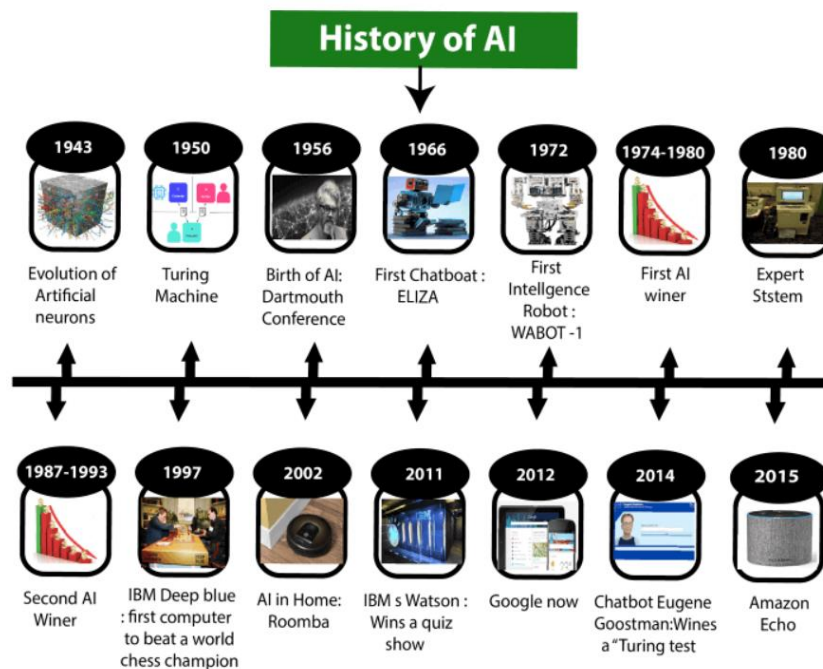 History of AI
1943
1950
1956
1966
1972
1974-1980
1980
Evolution of
Artificial
neurons
Turing
Machine
Birth of AI:
Dartmouth
Conference
First Chatboat :
ELIZA
First
Intellgence
Robot :
WABOT -1
First AI
winer
Expert
Ststem
1987-1993
1997
2002
2011
2012
2014
2015
Second AI
Winer
IBM Deep blue
: first computer
to beat a world
chess champion
AI in Home:
Roomba
IBM s Watson :
Wins a quiz
show
Google now
Chatbot Eugene
Goostman:Wines
a “Turing test
Amazon
Echo